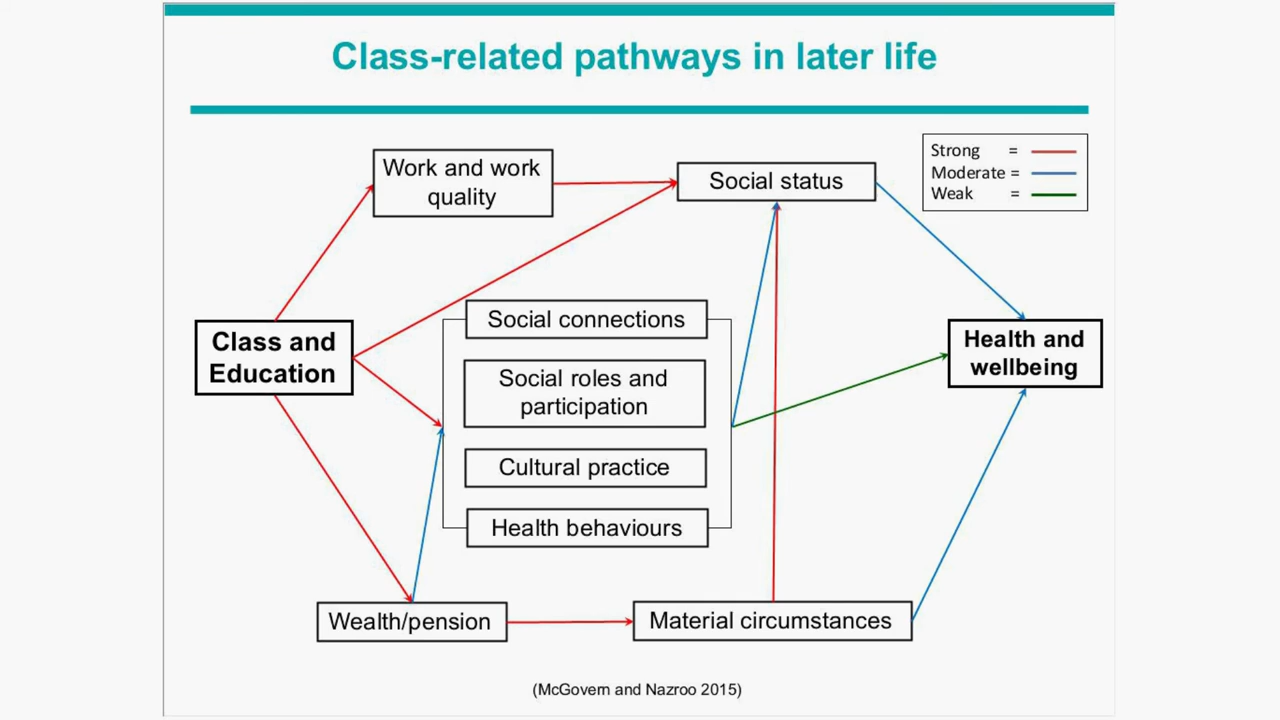 Class-related pathways in later life
Strong =
Moderate =
Weak =
Work and work
quality
Social status
Class and
Education
Social connections
Social roles and
participation
Cultural practice
Health behaviours
Health and
wellbeing
Wealth/pension
Material circumstances
(McGovern and Nazroo 2015)